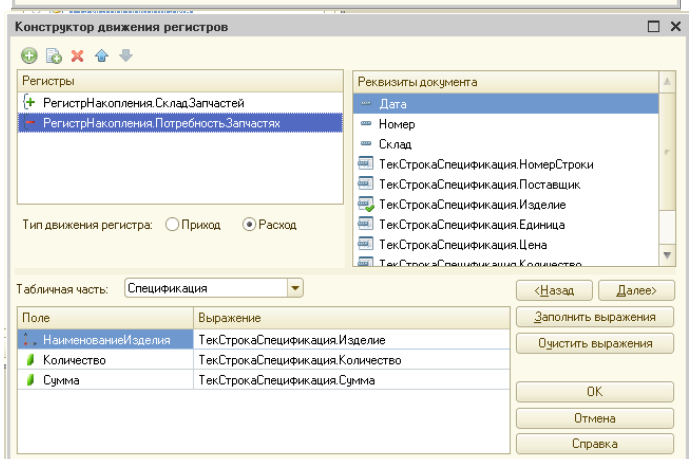 Конструктор движения регистров
Регистры
РегистрНакопления.СкладЗапчастей
РегистрНакопления.ПотребностьЗапчастях
Тип движения регистра: Приход Расход
Реквизиты документа
Дата
Номер
Склад
ТекСтрокаСпецификация.НомерСтроки
ТекСтрокаСпецификация.Поставщик
ТекСтрокаСпецификация.Изделие
ТекСтрокаСпецификация.Единица
ТекСтрокаСпецификация.Цена
ТекСтрокаСпецификация.Количество
Табличная часть: Спецификация
<Назад Далее>
Поле Выражение
НаименованиеИзделия ТекСтрокаСпецификация.Изделие
Количество ТекСтрокаСпецификация.Количество
Сумма ТекСтрокаСпецификация.Сумма
Заполнить выражения
Очистить выражения
ОК
Отмена
Справка